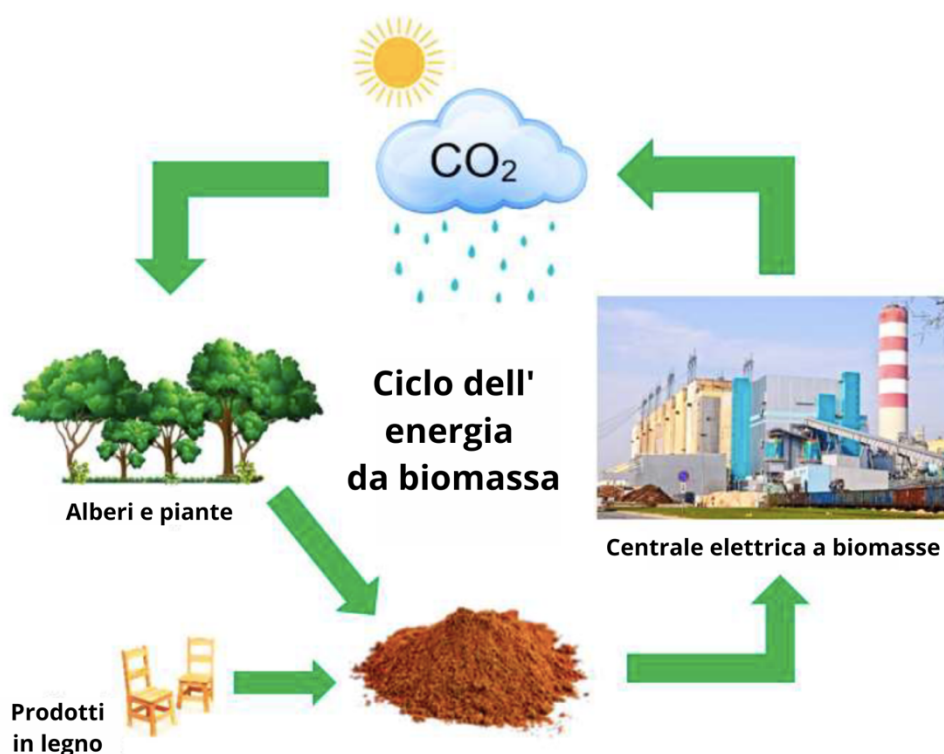 CO₂
Ciclo dell'
energia
da biomassa
Alberi e piante
Centrale elettrica a biomasse
Prodotti
in legno